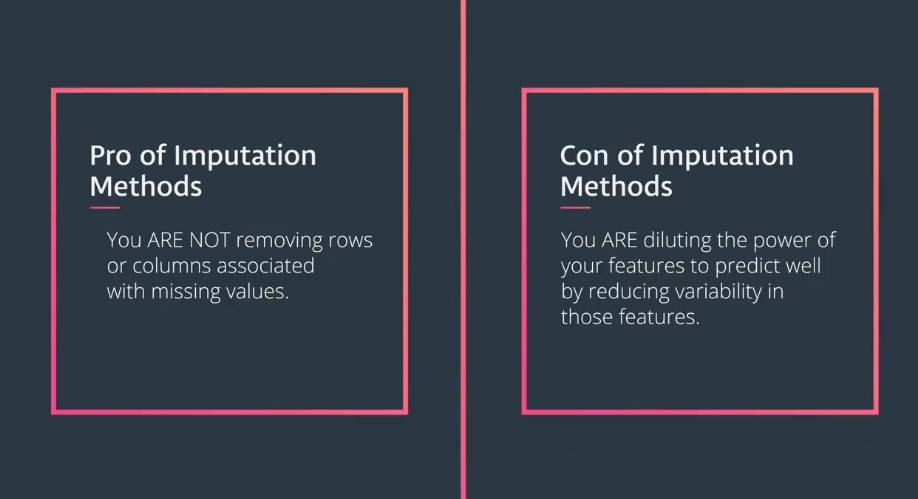 Pro of Imputation
Methods
You ARE NOT removing rows
or columns associated
with missing values.
Con of Imputation
Methods
You ARE diluting the power of
your features to predict well
by reducing variability in
those features.